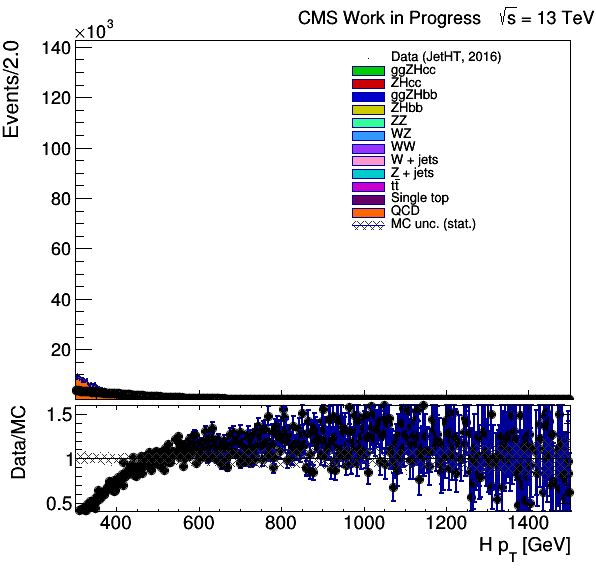 CMS Work in Progress √s = 13 TeV
×10³
Events/2.0
140
120
100
80
60
40
20
Data (JetHT, 2016)
ggZHcc
ZHcc
ggZHbb
ZHbb
ZZ
WZ
WW
W + jets
Z + jets
tt̄
Single top
QCD
MC unc. (stat.)
Data/MC
1.5
1
0.5
400 600 800 1000 1200 1400
H p_T [GeV]